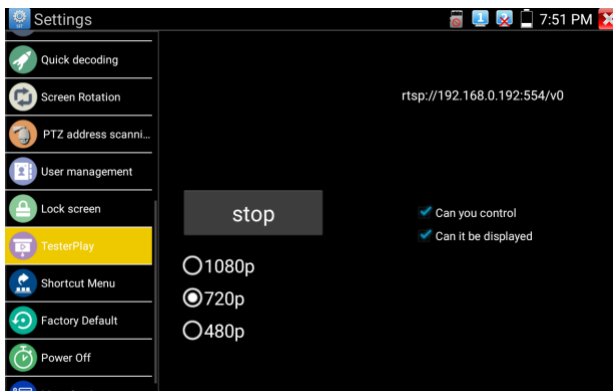 Settings
7:51 PM
Quick decoding
Screen Rotation
PTZ address scanni...
User management
Lock screen
TesterPlay
Shortcut Menu
Factory Default
Power Off
rtsp://192.168.0.192:554/v0
stop
Can you control
Can it be displayed
1080p
720p
480p